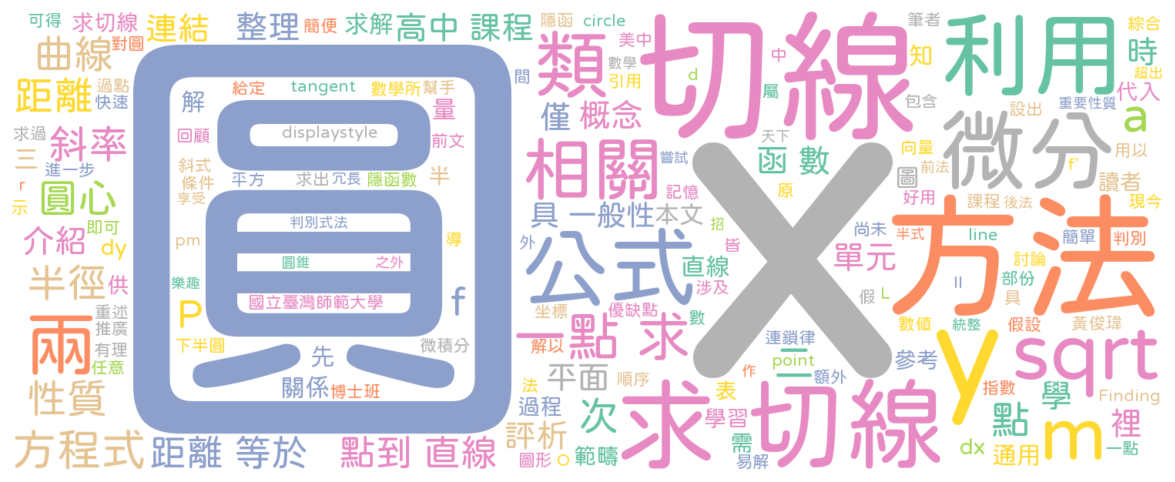 可得 求切線 連結 整理 簡便 求解 高中 課程 隱函 circle 筆者 綜合
曲線 對圓 類 美中 切線 中 知 利用 時 超出
距離 過點 快速 給定 tangent 數學所 幫手 間 數學 引用 d 屬 包含 設出 重要性質 代入
圓 解 量 僅 概念 微分 a
求過 斜率 回顧 displaystyle 前文 相關 嘗試 天下 函數 向量 用以
三 進一步 斜式 條件 享受 平方 求出 冗長 隱函數 半 記憶 原 圖 前法 f' 讀者
r 示 圓心 即可 判別式法 具 一般性 本文 招 x 好用 課程 後法 現今
介紹 dy pm 導 外 公式 皆 尚未 半式 方法 line 簡單 判別
半徑 供 樂趣 圓錐 之外 直線 涉及 單元 討論
重述 國立臺灣師範大學 f 優缺點 假 L ll 部份 具
兩 推廣 P 坐標 數 數值 統整 假設 黃俊瑋
有理 下半圓 先 微積分 一點 求 連鎖律 y sqrt
任意 解以 point 參考
性質 關係 博士班 平面 順序 作 額外 指數 Finding
法 過程 次 求切線 表 點 學
方程式 距離 等於 點到 直線 評析 學習 需 m 裡
圖形 o 範疇 易解 dx 通用 一點